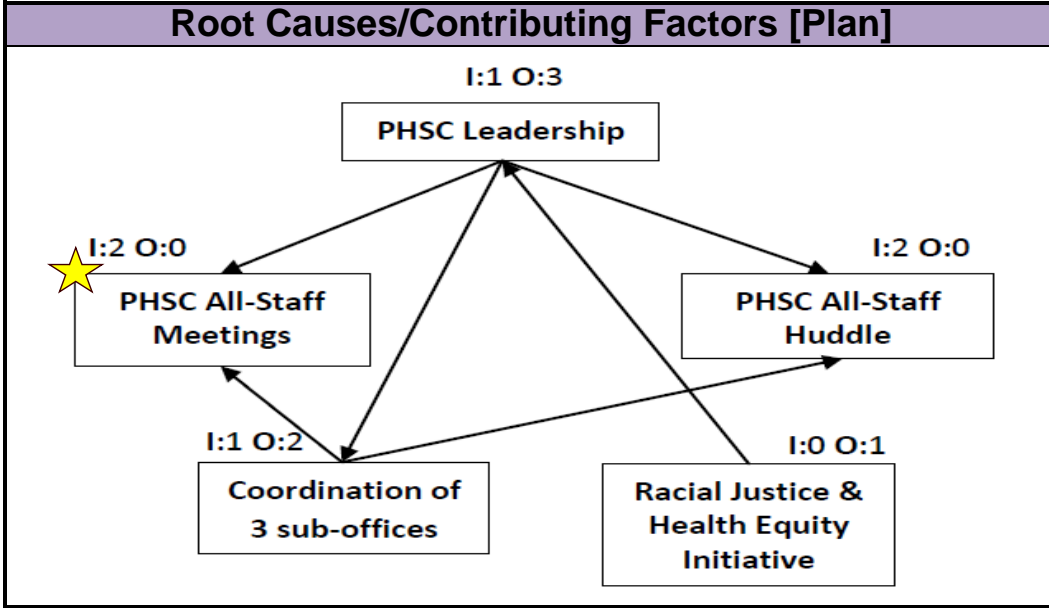 Root Causes/Contributing Factors [Plan]
I:1 O:3
PHSC Leadership
I:2 O:0
PHSC All-Staff
Meetings
I:2 O:0
PHSC All-Staff
Huddle
I:1 O:2
Coordination of
3 sub-offices
I:0 O:1
Racial Justice &
Health Equity
Initiative